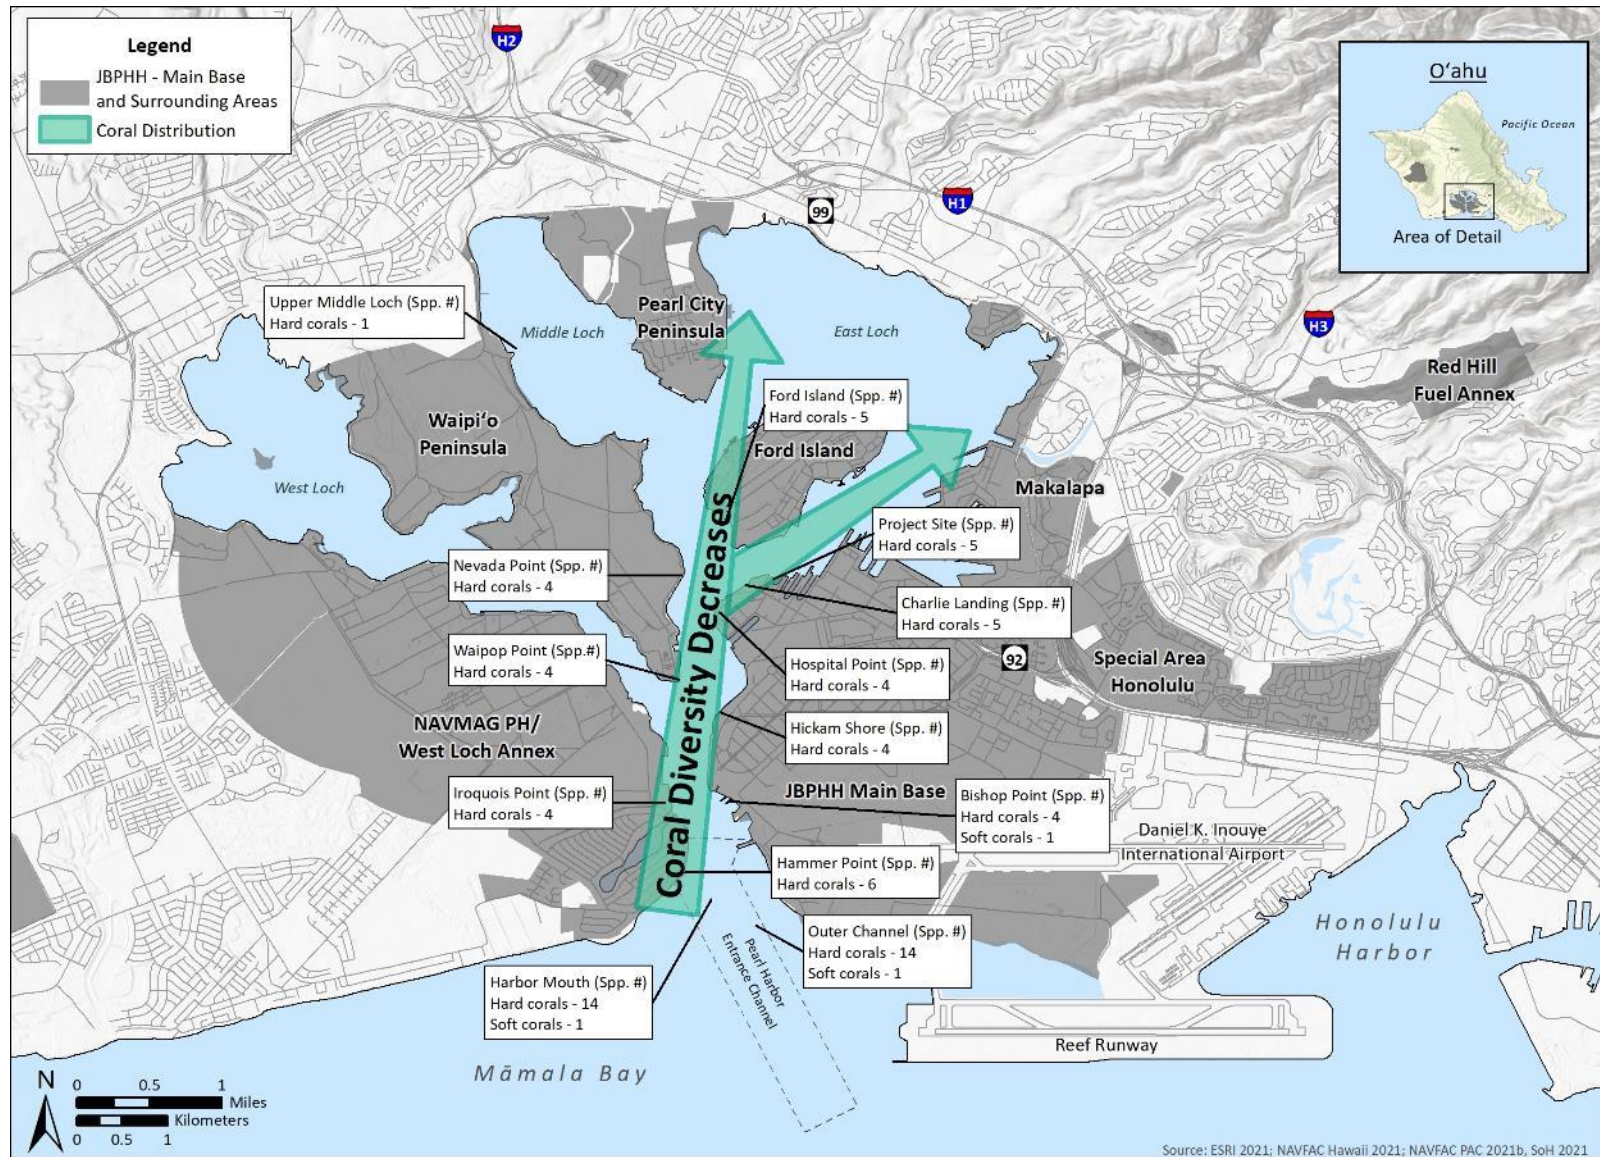 Legend
JBPHH - Main Base
and Surrounding Areas
Coral Distribution
H2
O‘ahu
Pacific Ocean
Area of Detail
99
H1
H3
Upper Middle Loch (Spp. #)
Hard corals - 1
Middle Loch
Pearl City
Peninsula
East Loch
Red Hill
Fuel Annex
Waipi‘o
Peninsula
Ford Island (Spp. #)
Hard corals - 5
Ford Island
West Loch
Makalapa
Project Site (Spp. #)
Hard corals - 5
Nevada Point (Spp. #)
Hard corals - 4
Charlie Landing (Spp. #)
Hard corals - 5
Coral Diversity Decreases
Waipop Point (Spp.#)
Hard corals - 4
Hospital Point (Spp. #)
Hard corals - 4
92
Special Area
Honolulu
NAVMAG PH/
West Loch Annex
Hickam Shore (Spp. #)
Hard corals - 4
Iroquois Point (Spp. #)
Hard corals - 4
JBPHH Main Base
Bishop Point (Spp. #)
Hard corals - 4
Soft corals - 1
Daniel K. Inouye
International Airport
Hammer Point (Spp. #)
Hard corals - 6
Outer Channel (Spp. #)
Hard corals - 14
Soft corals - 1
Honolulu
Harbor
Pearl Harbor
Entrance Channel
Harbor Mouth (Spp. #)
Hard corals - 14
Soft corals - 1
Reef Runway
Māmala Bay
N
0 0.5 1
Miles
Kilometers
0 0.5 1
Source: ESRI 2021; NAVFAC Hawaii 2021; NAVFAC PAC 2021b, SoH 2021